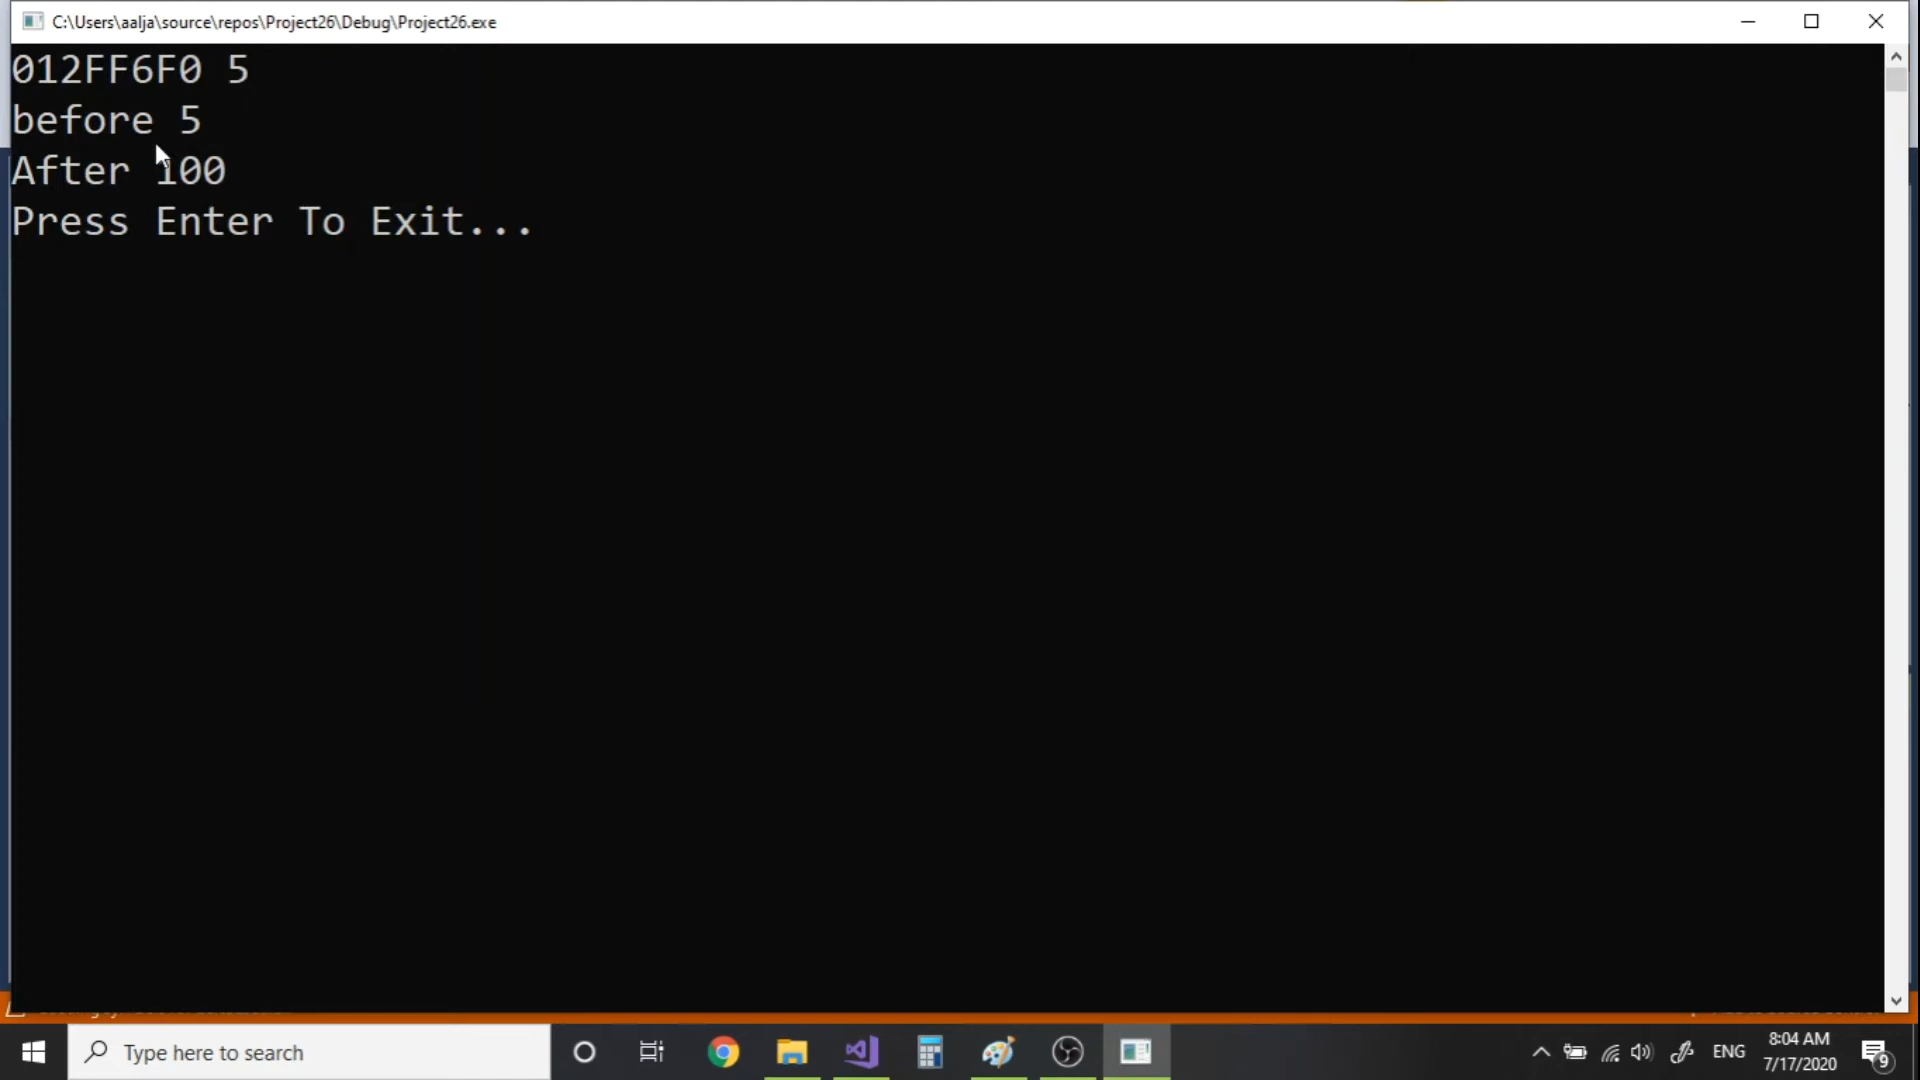 C:\Users\aalja\source\repos\Project26\Debug\Project26.exe
012FF6F0 5
before 5
After 100
Press Enter To Exit...
Type here to search
ENG
8:04 AM
7/17/2020
9